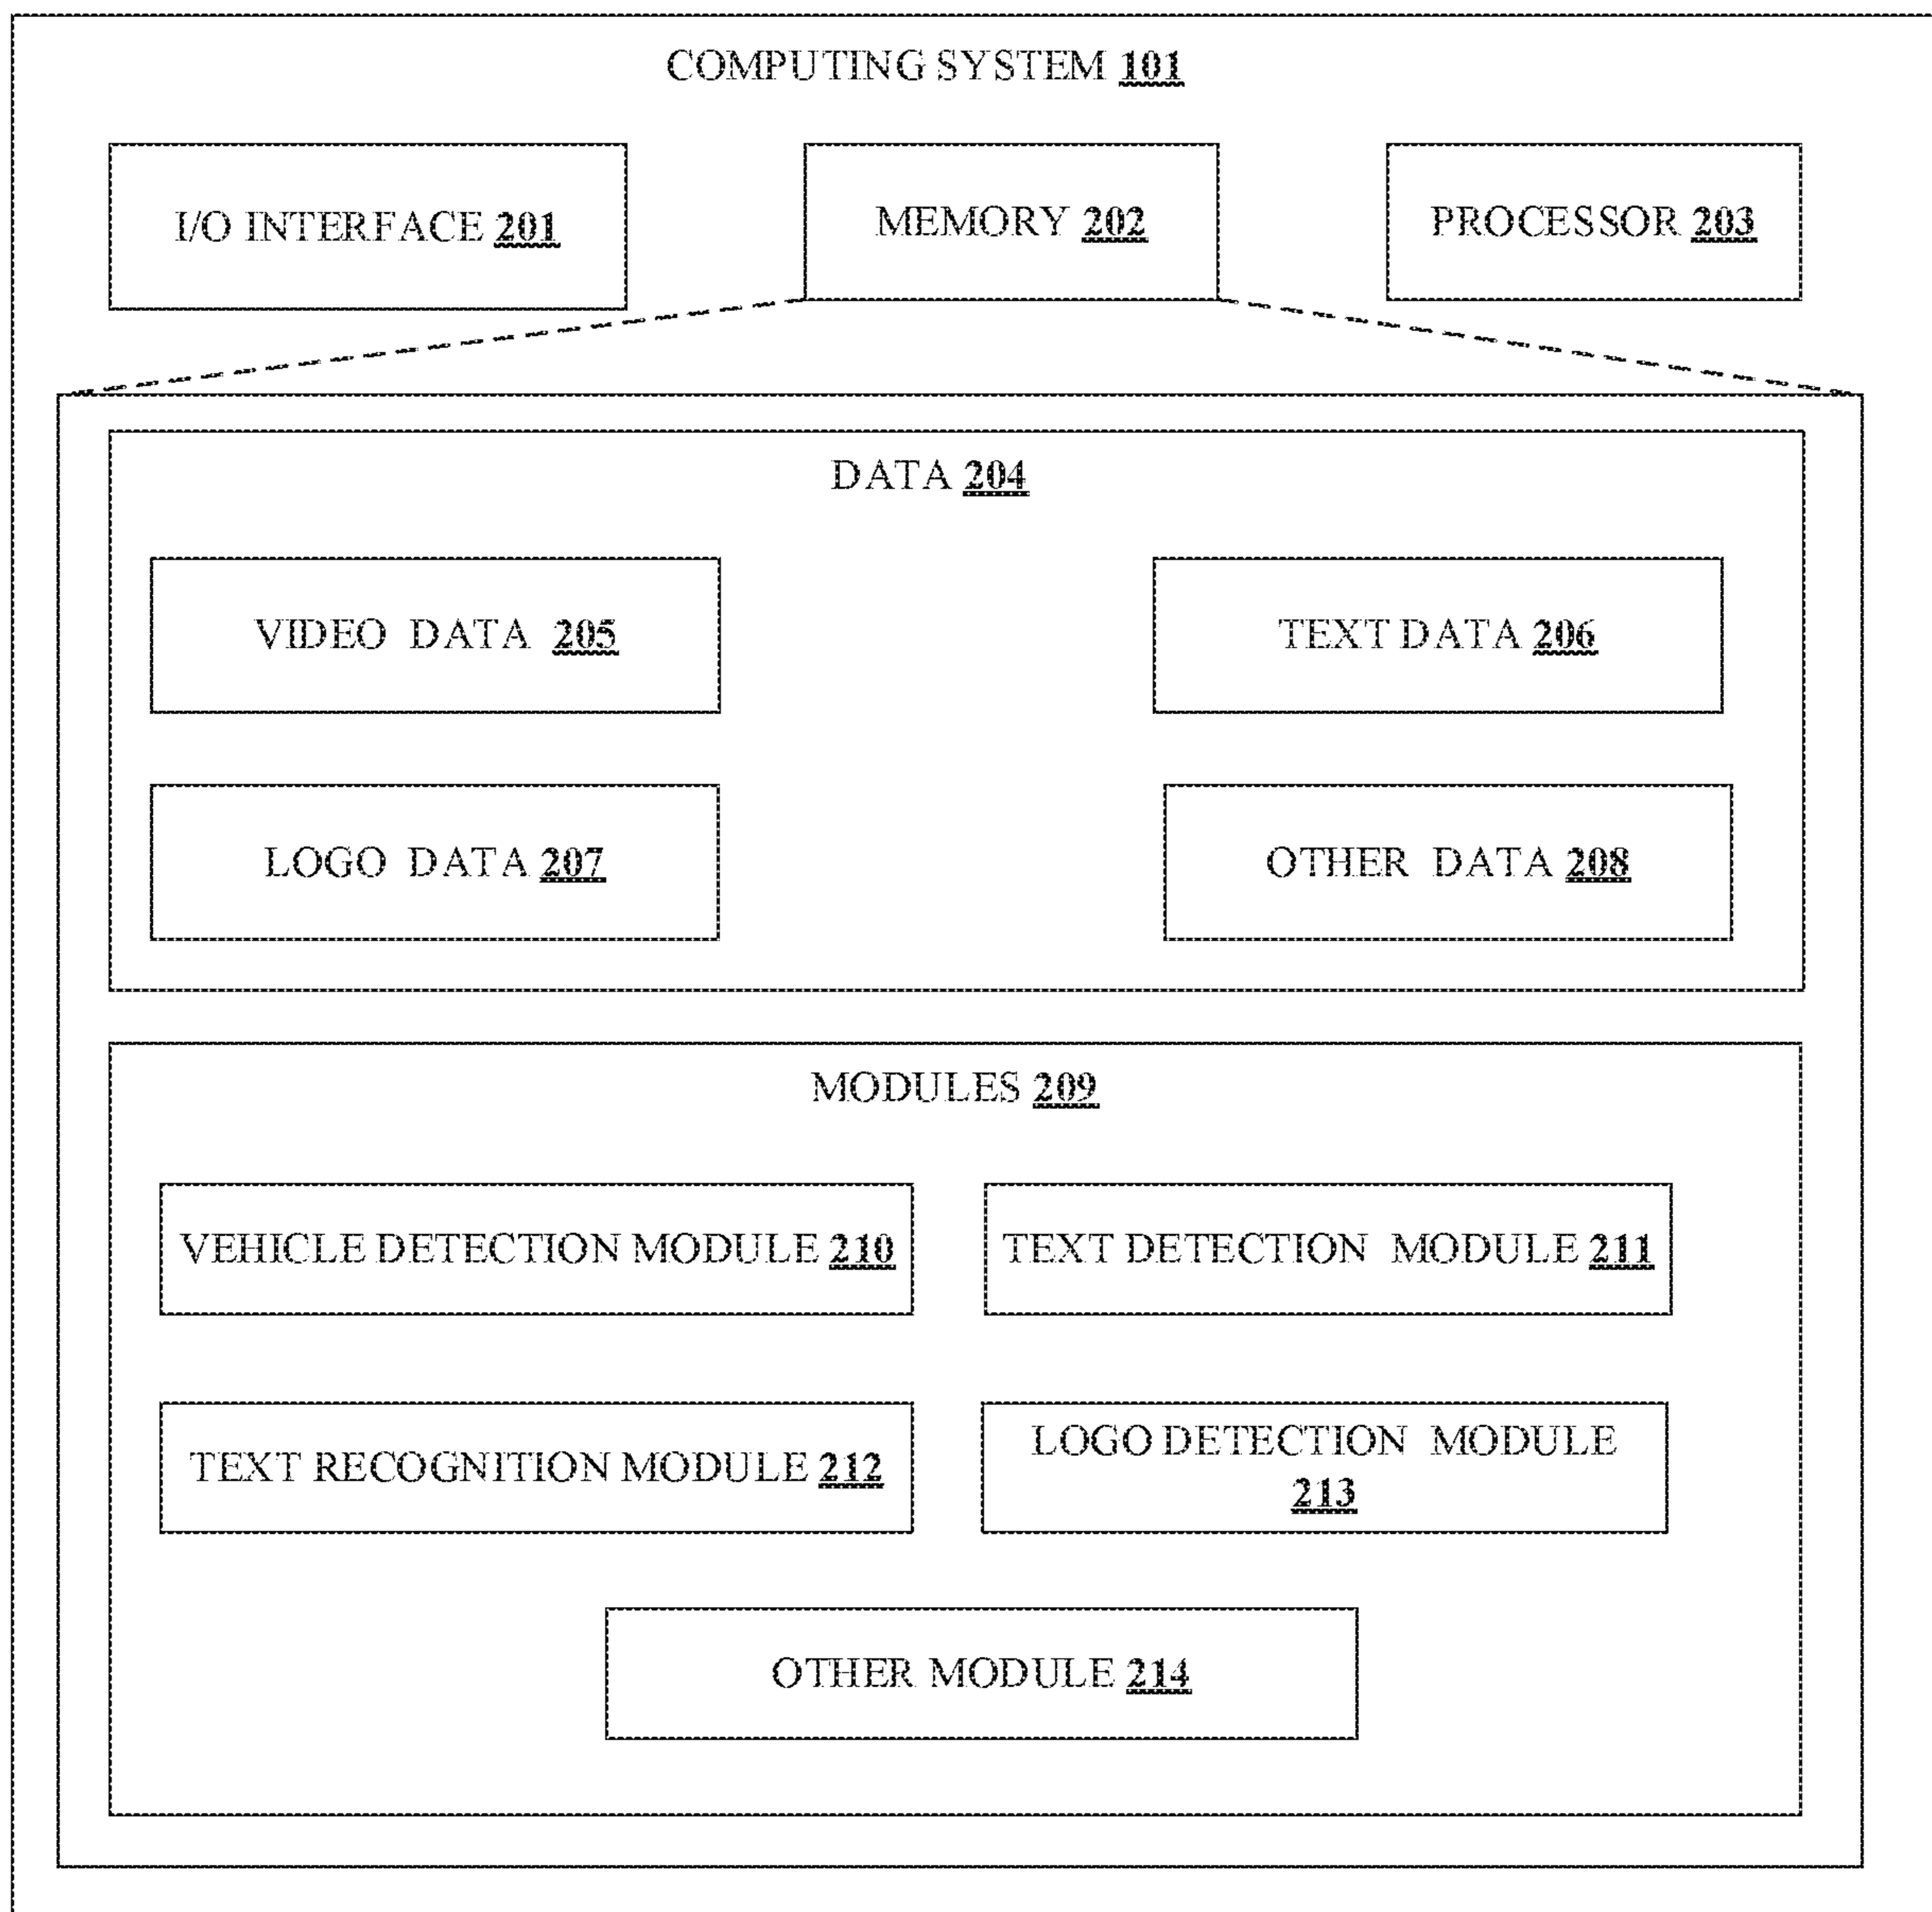 COMPUTING SYSTEM 101
I/O INTERFACE 201
MEMORY 202
PROCESSOR 203
DATA 204
VIDEO DATA 205
TEXT DATA 206
LOGO DATA 207
OTHER DATA 208
MODULES 209
VEHICLE DETECTION MODULE 210
TEXT DETECTION MODULE 211
TEXT RECOGNITION MODULE 212
LOGO DETECTION MODULE
213
OTHER MODULE 214